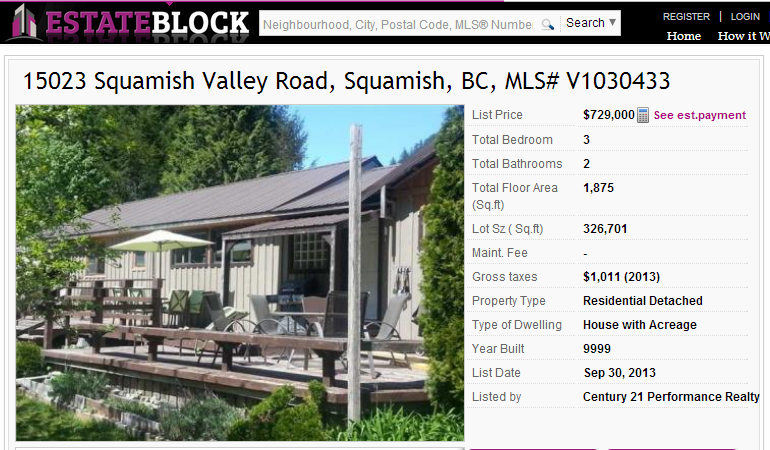 ESTATEBLOCK
Neighbourhood, City, Postal Code, MLS® Numbe
Search ▼
REGISTER | LOGIN
Home How it W
15023 Squamish Valley Road, Squamish, BC, MLS# V1030433
List Price $729,000 See est.payment
Total Bedroom 3
Total Bathrooms 2
Total Floor Area 1,875
(Sq.ft)
Lot Sz ( Sq.ft) 326,701
Maint. Fee -
Gross taxes $1,011 (2013)
Property Type Residential Detached
Type of Dwelling House with Acreage
Year Built 9999
List Date Sep 30, 2013
Listed by Century 21 Performance Realty